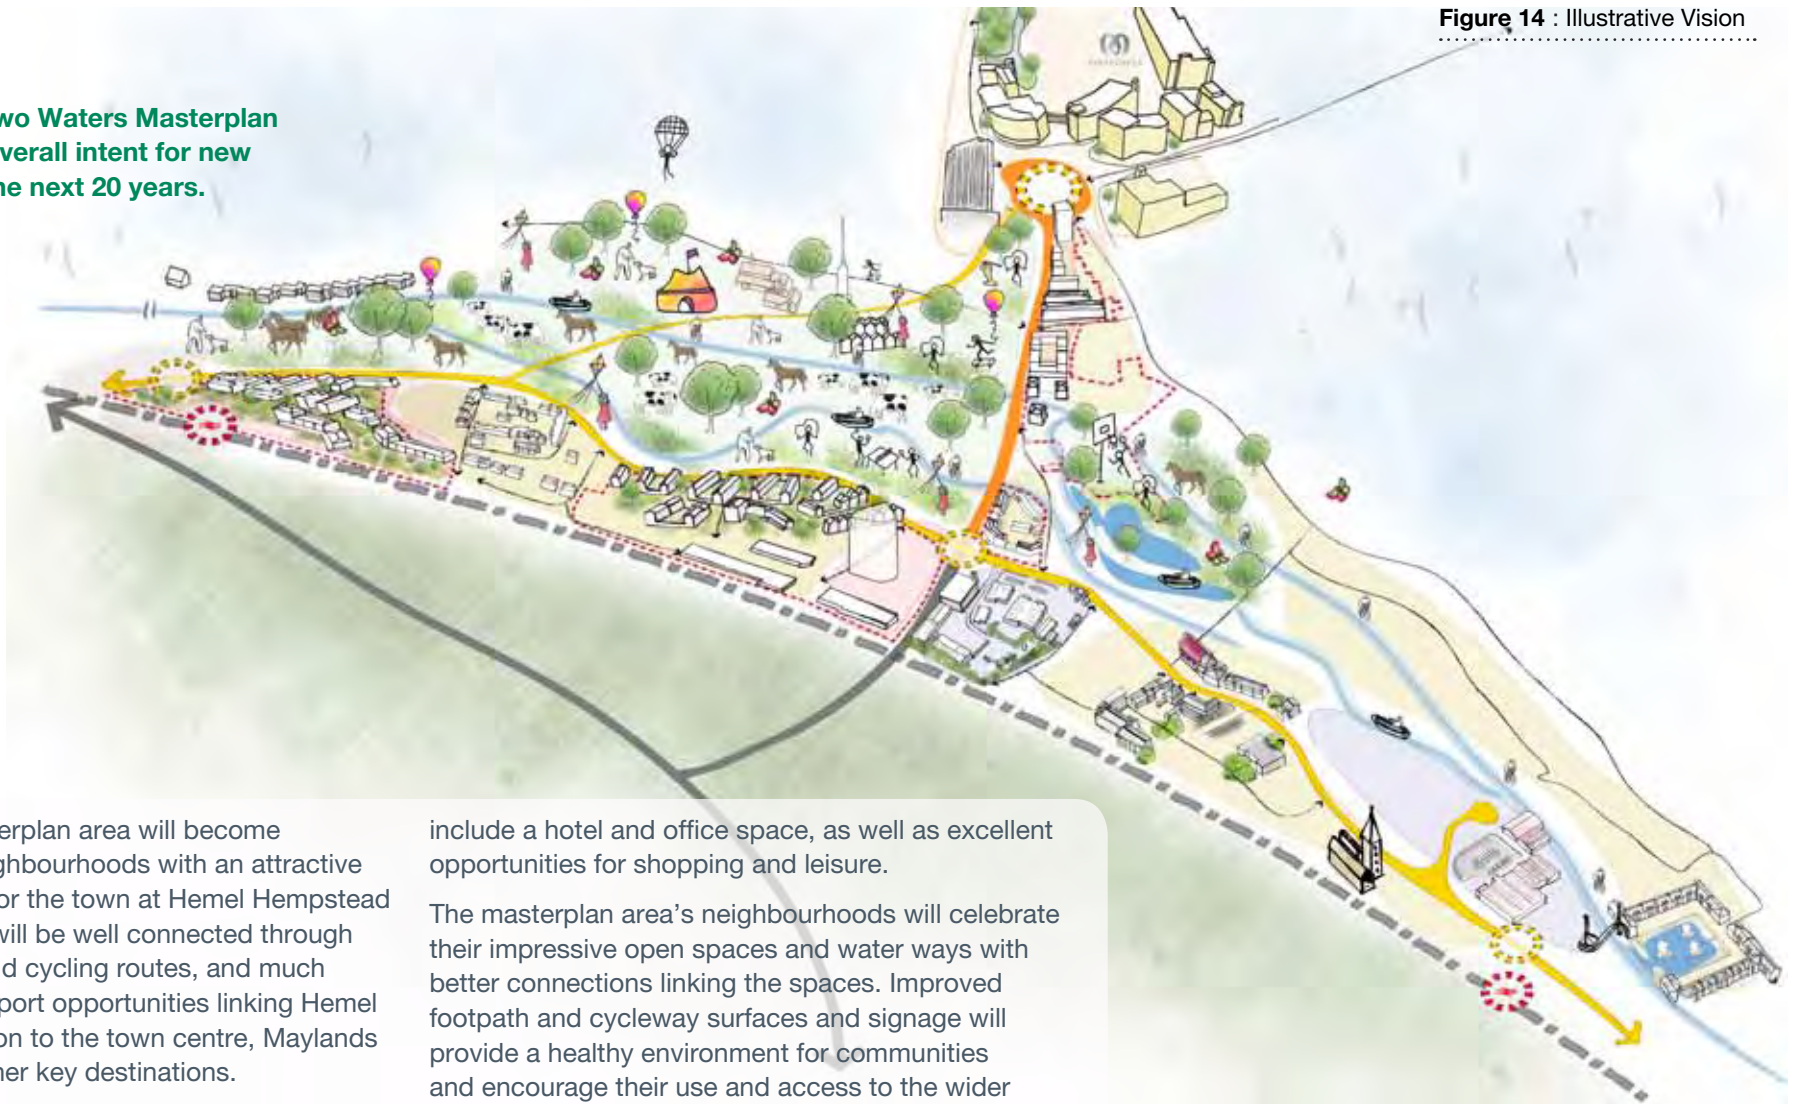 Figure 14 : Illustrative Vision
wo Waters Masterplan
verall intent for new
ne next 20 years.
erplan area will become
ghbourhoods with an attractive
or the town at Hemel Hempstead
will be well connected through
d cycling routes, and much
port opportunities linking Hemel
on to the town centre, Maylands
her key destinations.
include a hotel and office space, as well as excellent
opportunities for shopping and leisure.
The masterplan area’s neighbourhoods will celebrate
their impressive open spaces and water ways with
better connections linking the spaces. Improved
footpath and cycleway surfaces and signage will
provide a healthy environment for communities
and encourage their use and access to the wider